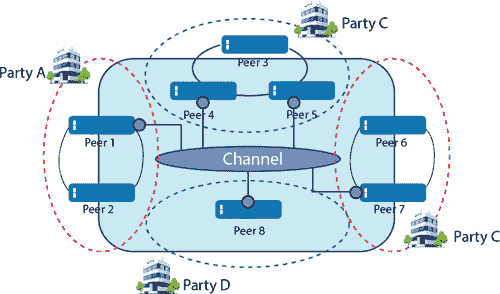 Party C
Peer 3
Party A
Peer 4
Peer 5
Peer 1
Peer 6
Channel
Peer 2
Peer 7
Peer 8
Party C
Party D